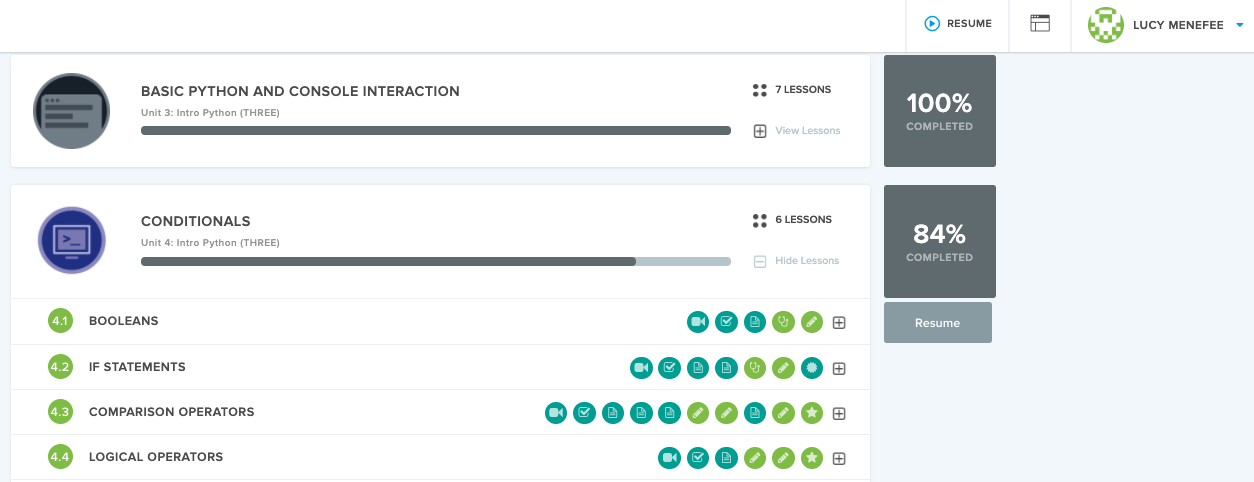 RESUME
LUCY MENEFEE
BASIC PYTHON AND CONSOLE INTERACTION
Unit 3: Intro Python (THREE)
7 LESSONS
View Lessons
100%
COMPLETED
CONDITIONALS
Unit 4: Intro Python (THREE)
6 LESSONS
Hide Lessons
84%
COMPLETED
Resume
4.1 BOOLEANS
4.2 IF STATEMENTS
4.3 COMPARISON OPERATORS
4.4 LOGICAL OPERATORS